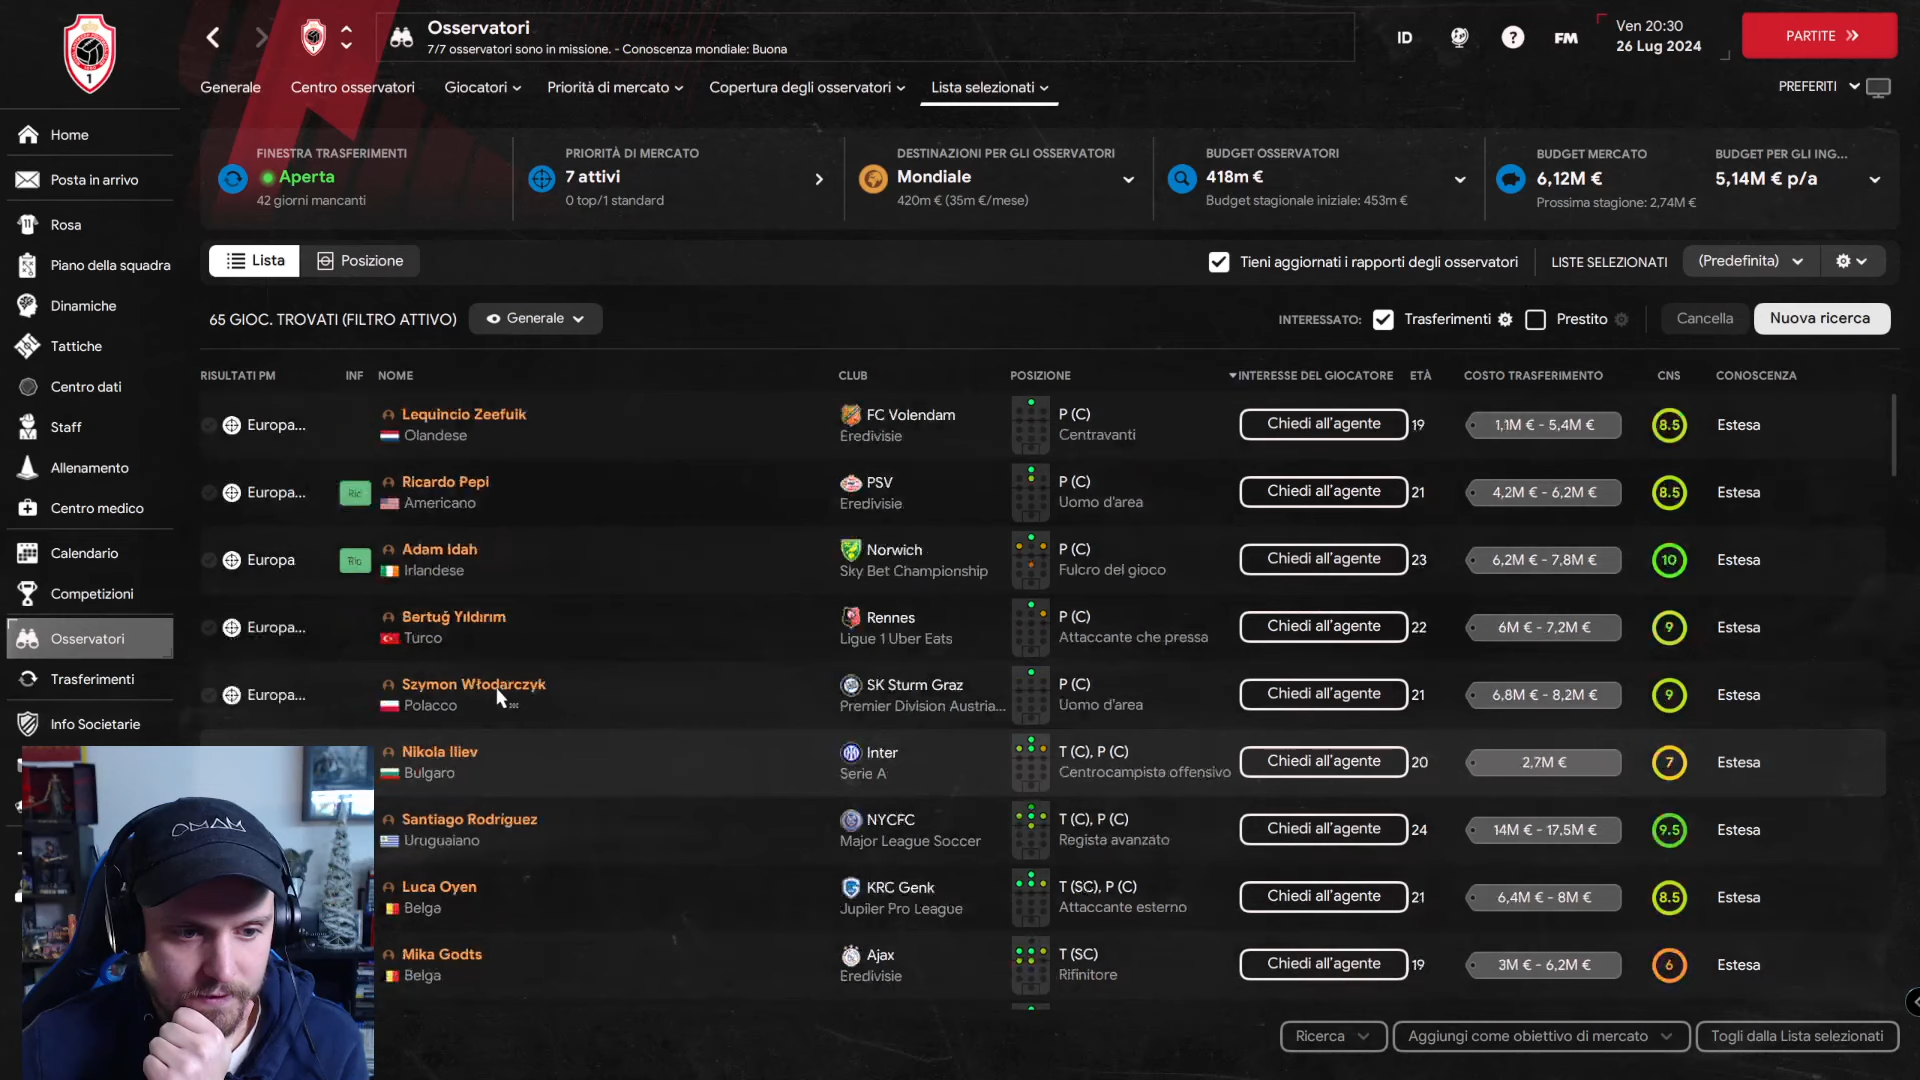 Osservatori
7/7 osservatori sono in missione. - Conoscenza mondiale: Buona
ID
?
FM
Ven 20:30
26 Lug 2024
PARTITE
1
Generale
Centro osservatori
Giocatori
Priorità di mercato
Copertura degli osservatori
Lista selezionati
PREFERITI
Home
Posta in arrivo
Rosa
Piano della squadra
Dinamiche
Tattiche
Centro dati
Staff
Allenamento
Centro medico
Calendario
Competizioni
Osservatori
Trasferimenti
Info Societarie
FINESTRA TRASFERIMENTI
Aperta
42 giorni mancanti
PRIORITÀ DI MERCATO
7 attivi
0 top/1 standard
DESTINAZIONI PER GLI OSSERVATORI
Mondiale
420m € (35m €/mese)
BUDGET OSSERVATORI
418m €
Budget stagionale iniziale: 453m €
BUDGET MERCATO
6,12M €
Prossima stagione: 2,74M €
BUDGET PER GLI ING...
5,14M € p/a
Lista
Posizione
Tieni aggiornati i rapporti degli osservatori
LISTE SELEZIONATI
(Predefinita)
65 GIOC. TROVATI (FILTRO ATTIVO)
Generale
INTERESSATO:
Trasferimenti
Prestito
Cancella
Nuova ricerca
RISULTATI PM INF NOME CLUB POSIZIONE INTERESSE DEL GIOCATORE ETÀ COSTO TRASFERIMENTO CNS CONOSCENZA
Europa... Lequincio Zeefuik FC Volendam P (C) Chiedi all'agente 19 1,1M € - 5,4M € 8.5 Estesa
Olandese Eredivisie Centravanti
Europa... Ric Ricardo Pepi PSV P (C) Chiedi all'agente 21 4,2M € - 6,2M € 8.5 Estesa
Americano Eredivisie Uomo d'area
Europa Ric Adam Idah Norwich P (C) Chiedi all'agente 23 6,2M € - 7,8M € 10 Estesa
Irlandese Sky Bet Championship Fulcro del gioco
Europa... Bertuğ Yıldırım Rennes P (C) Chiedi all'agente 22 6M € - 7,2M € 9 Estesa
Turco Ligue 1 Uber Eats Attaccante che pressa
Europa... Szymon Włodarczyk SK Sturm Graz P (C) Chiedi all'agente 21 6,8M € - 8,2M € 9 Estesa
Polacco Premier Division Austria... Uomo d'area
Nikola Iliev Inter T (C), P (C) Chiedi all'agente 20 2,7M € 7 Estesa
Bulgaro Serie A Centrocampista offensivo
Santiago Rodríguez NYCFC T (C), P (C) Chiedi all'agente 24 14M € - 17,5M € 9.5 Estesa
Uruguaiano Major League Soccer Regista avanzato
Luca Oyen KRC Genk T (SC), P (C) Chiedi all'agente 21 6,4M € - 8M € 8.5 Estesa
Belga Jupiler Pro League Attaccante esterno
Mika Godts Ajax T (SC) Chiedi all'agente 19 3M € - 6,2M € 6 Estesa
Belga Eredivisie Rifinitore
Ricerca
Aggiungi come obiettivo di mercato
Togli dalla Lista selezionati